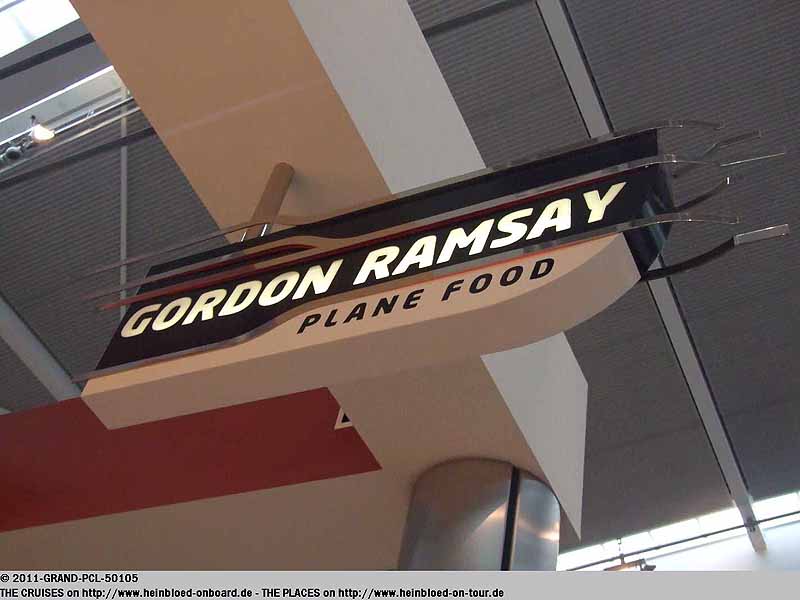 GORDON RAMSAY
PLANE FOOD
© 2011-GRAND-PCL-50105
THE CRUISES on http://www.heinbloed-onboard.de - THE PLACES on http://www.heinbloed-on-tour.de